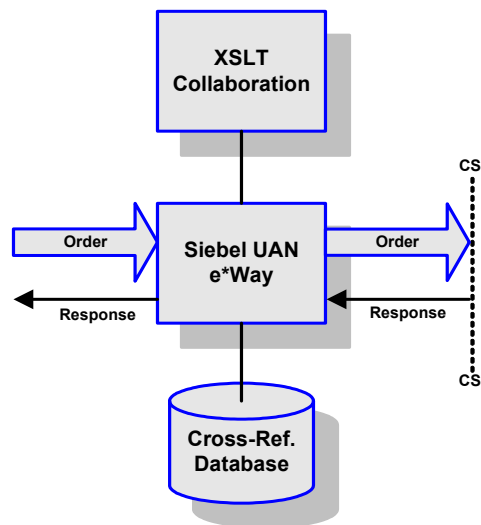 XSLT
Collaboration
CS
Order
Siebel UAN
e*Way
Order
Response
Response
CS
Cross-Ref.
Database